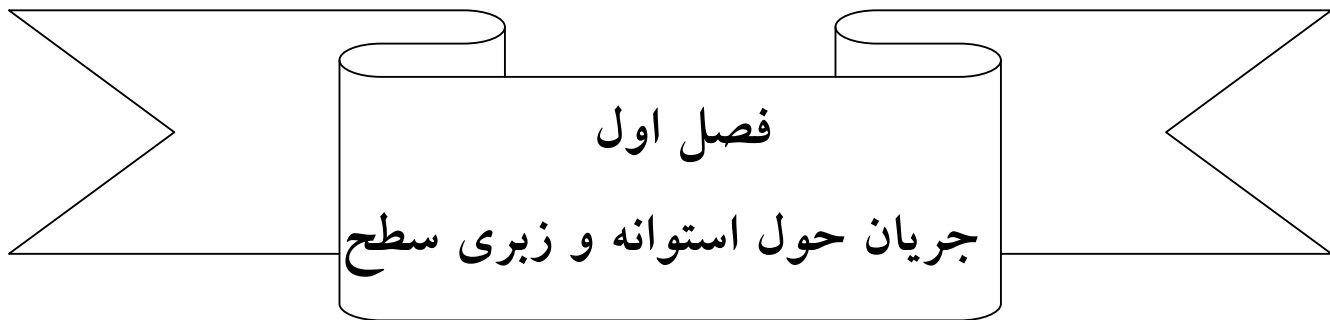 فصل اول
جریان حول استوانه و زبری سطح